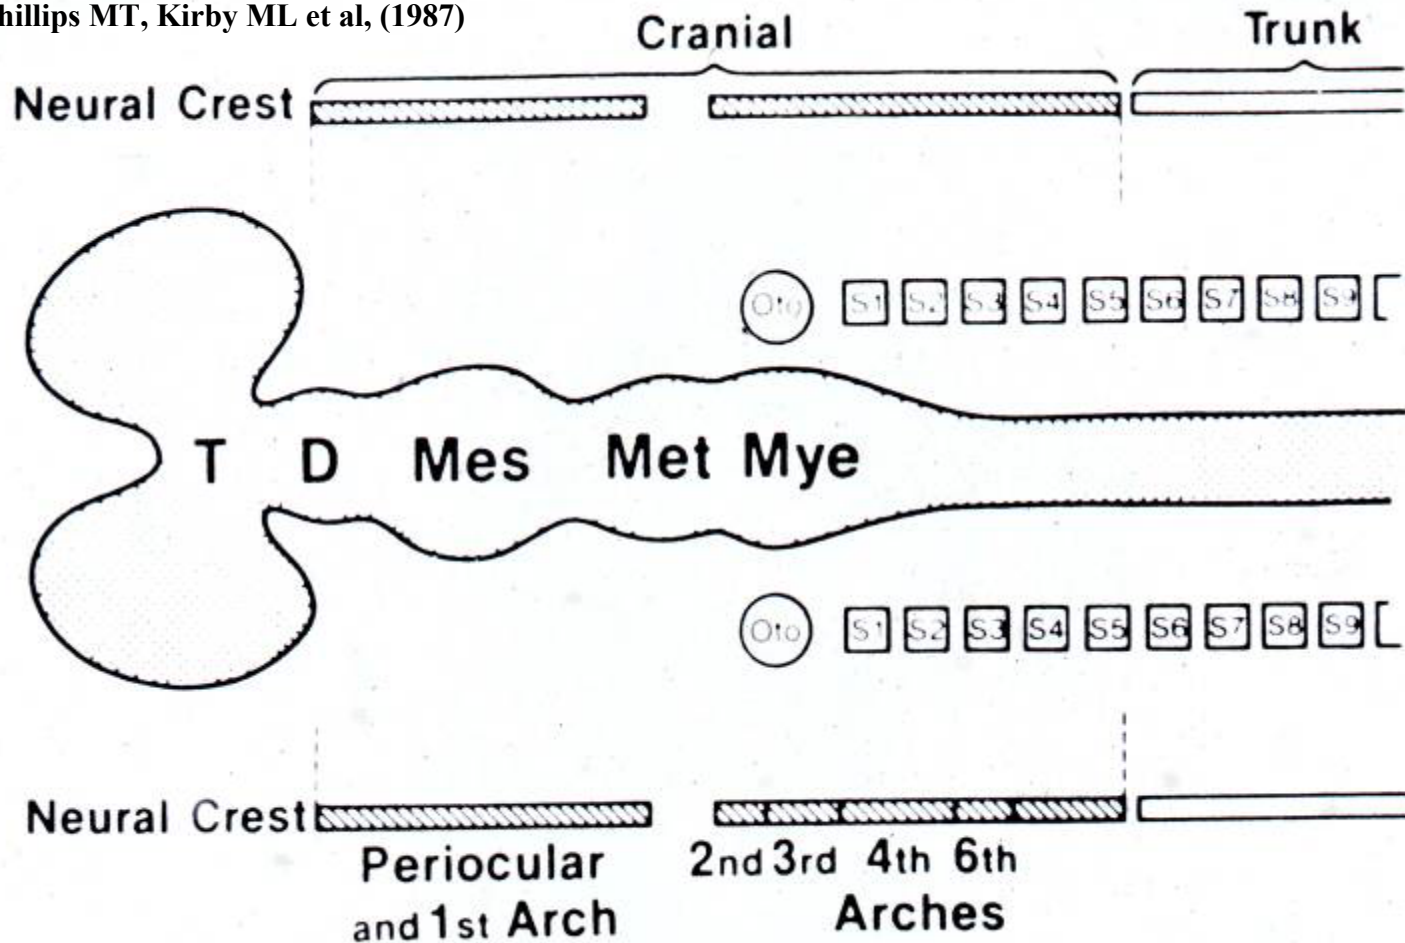 hillips MT, Kirby ML et al, (1987)
Cranial
Trunk
Neural Crest
Oto S1 S2 S3 S4 S5 S6 S7 S8 S9
T D Mes Met Mye
Oto S1 S2 S3 S4 S5 S6 S7 S8 S9
Neural Crest
Periocular
and 1st Arch
2nd 3rd 4th 6th
Arches